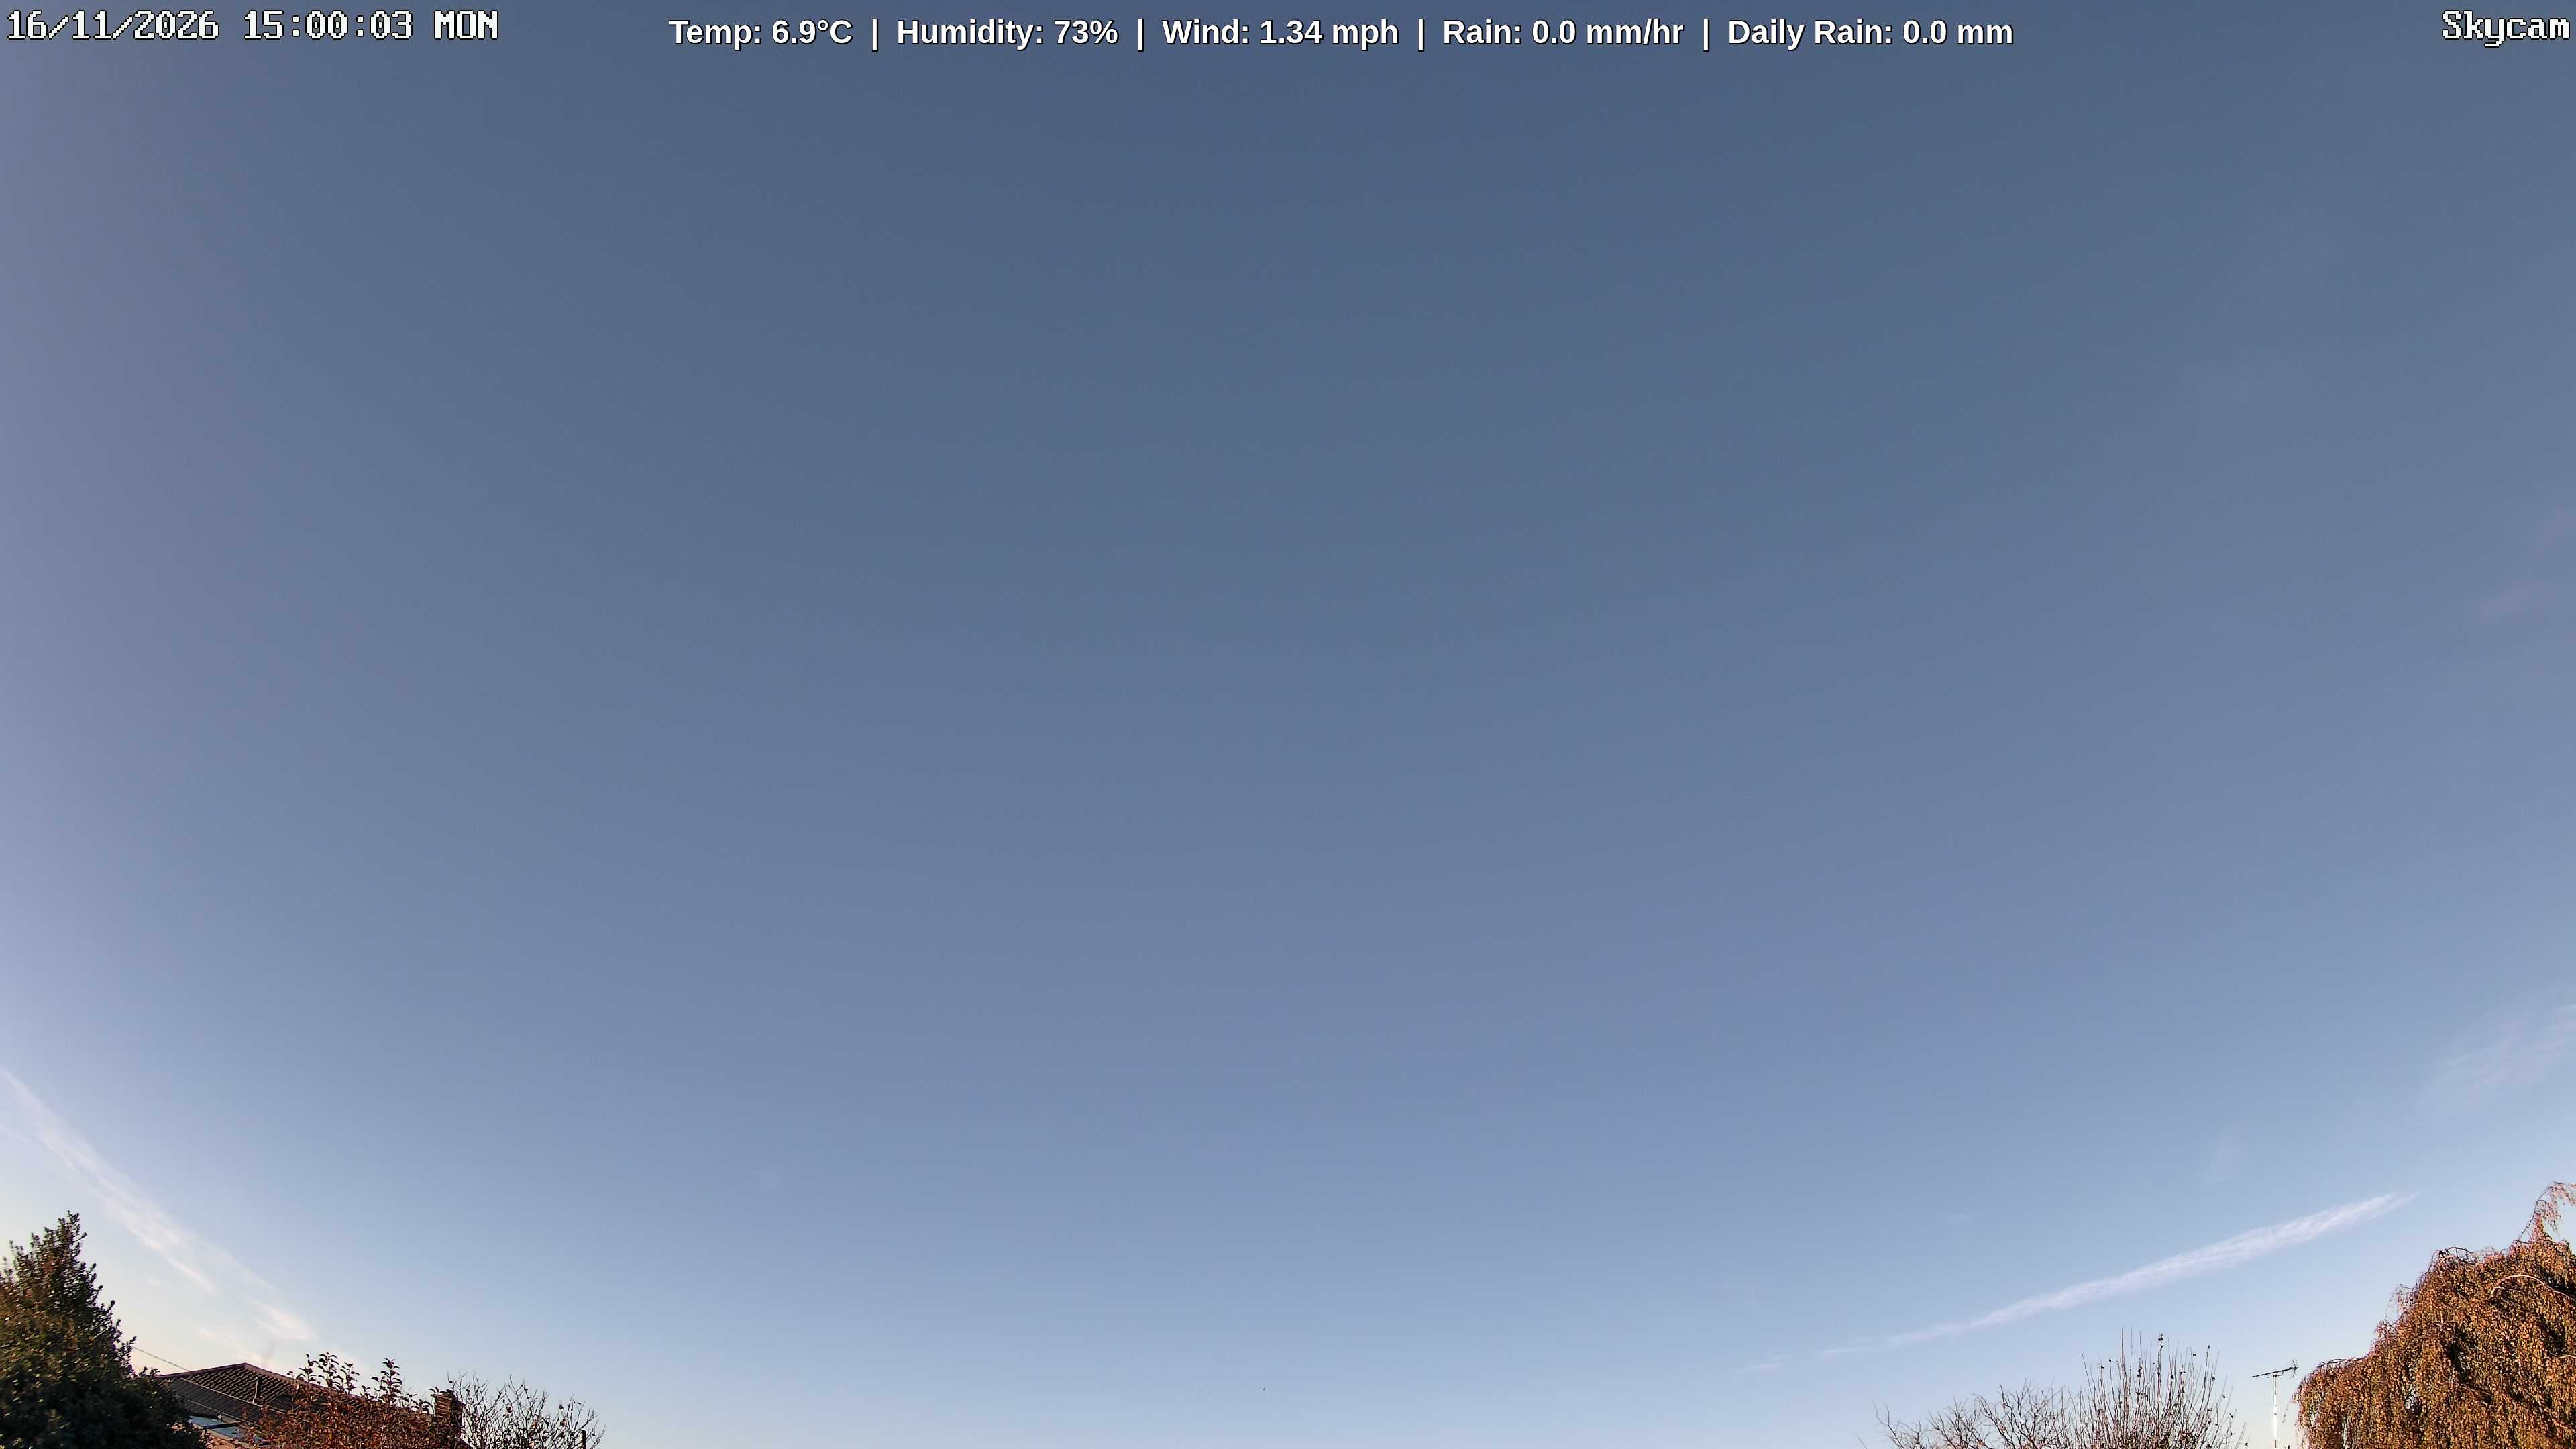 16/11/2026 15:00:03 MON
Temp: 6.9°C | Humidity: 73% | Wind: 1.34 mph | Rain: 0.0 mm/hr | Daily Rain: 0.0 mm
Skycam